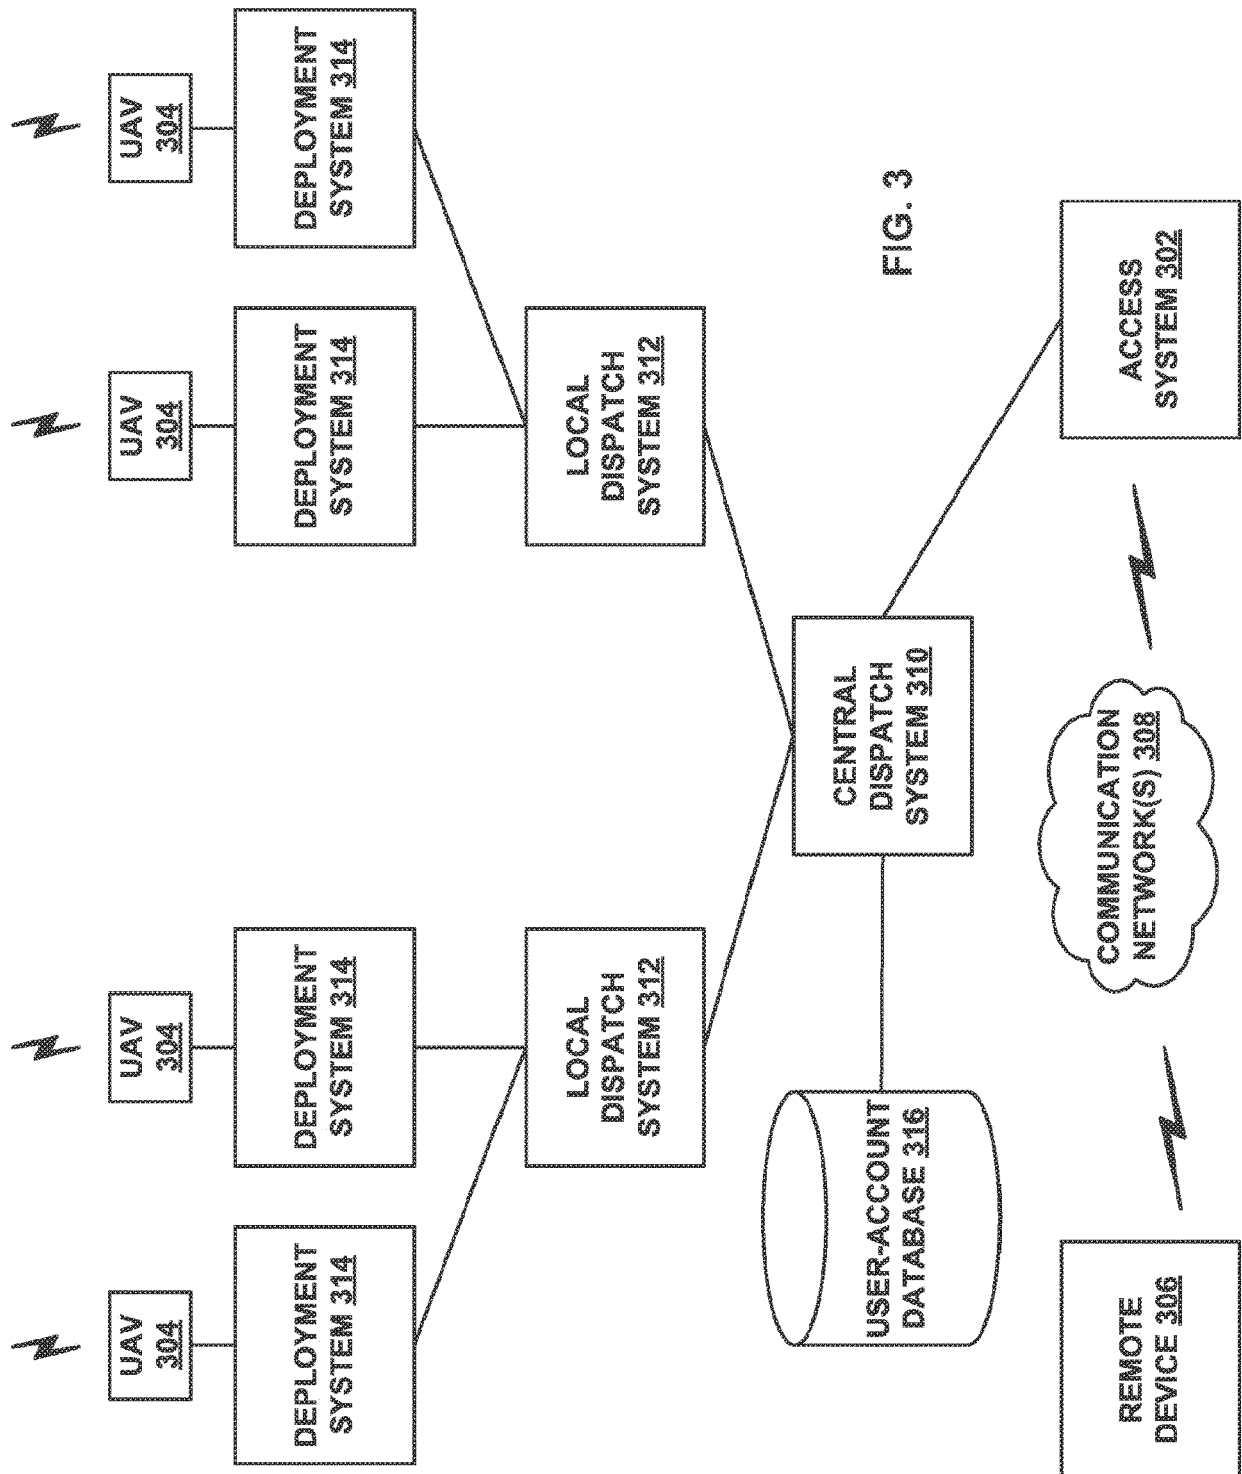 UAV
304
UAV
304
UAV
304
UAV
304
DEPLOYMENT
SYSTEM 314
DEPLOYMENT
SYSTEM 314
DEPLOYMENT
SYSTEM 314
DEPLOYMENT
SYSTEM 314
LOCAL
DISPATCH
SYSTEM 312
LOCAL
DISPATCH
SYSTEM 312
USER-ACCOUNT
DATABASE 316
CENTRAL
DISPATCH
SYSTEM 310
FIG. 3
REMOTE
DEVICE 306
COMMUNICATION
NETWORK(S) 308
ACCESS
SYSTEM 302